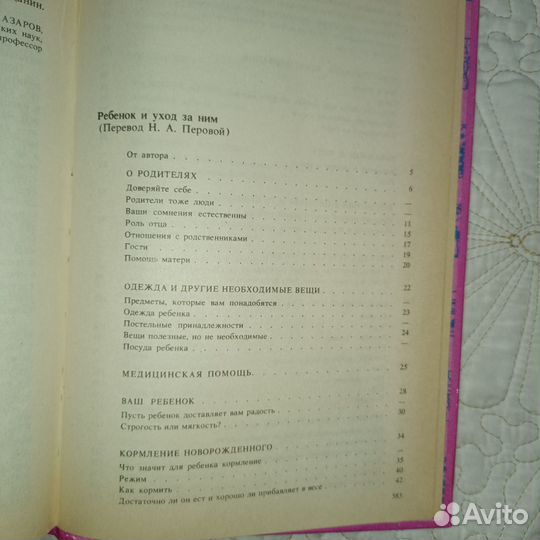 АЗАРОВ,
ких наук,
профессор
Ребенок и уход за ним
(Перевод Н. А. Перовой)
От автора 5
О РОДИТЕЛЯХ
Доверяйте себе 6
Родители тоже люди —
Ваши сомнения естественны —
Роль отца 11
Отношения с родственниками 15
Гости 17
Помощь матери 19
20
ОДЕЖДА И ДРУГИЕ НЕОБХОДИМЫЕ ВЕЩИ 22
Предметы, которые вам понадобятся —
Одежда ребенка 23
Постельные принадлежности —
Вещи полезные, но не необходимые 24
Посуда ребенка —
МЕДИЦИНСКАЯ ПОМОЩЬ 25
ВАШ РЕБЕНОК 28
Пусть ребенок доставляет вам радость —
Строгость или мягкость? 30
КОРМЛЕНИЕ НОВОРОЖДЕННОГО 34
Что значит для ребенка кормление —
Режим 35
Как кормить 40
Достаточно ли он ест и хорошо ли прибавляет в весе 42
583
Avito